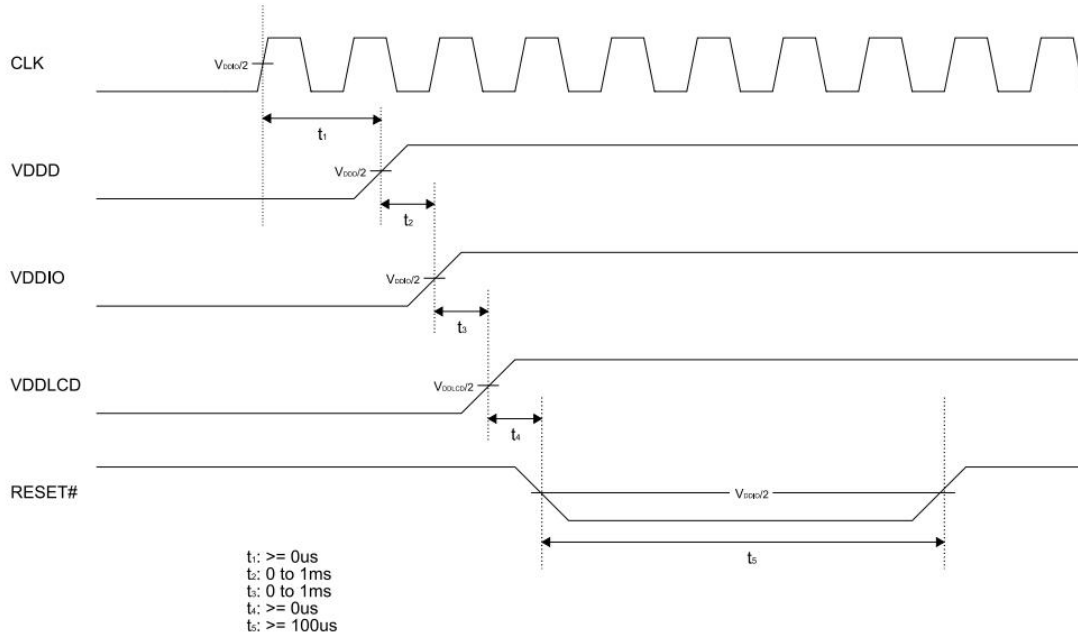 CLK
VDDIO/2
t1
VDDD
VDDD/2
t2
VDDIO
VDDIO/2
t3
VDDLCD
VDDLCD/2
t4
RESET#
VDDIO/2
t5
t1: >= 0us
t2: 0 to 1ms
t3: 0 to 1ms
t4: >= 0us
t5: >= 100us